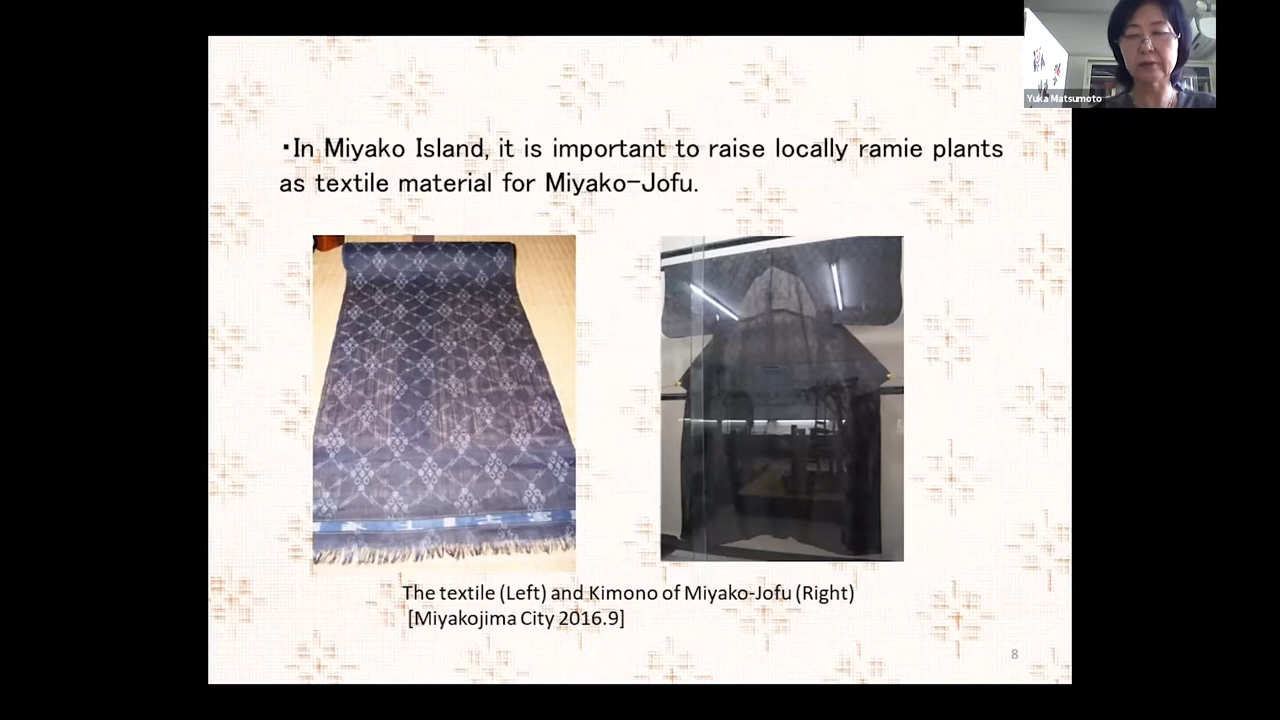 Yuka Matsumoto
・In Miyako Island, it is important to raise locally ramie plants
as textile material for Miyako-Jofu.
The textile (Left) and Kimono of Miyako-Jofu (Right)
[Miyakojima City 2016.9]
8